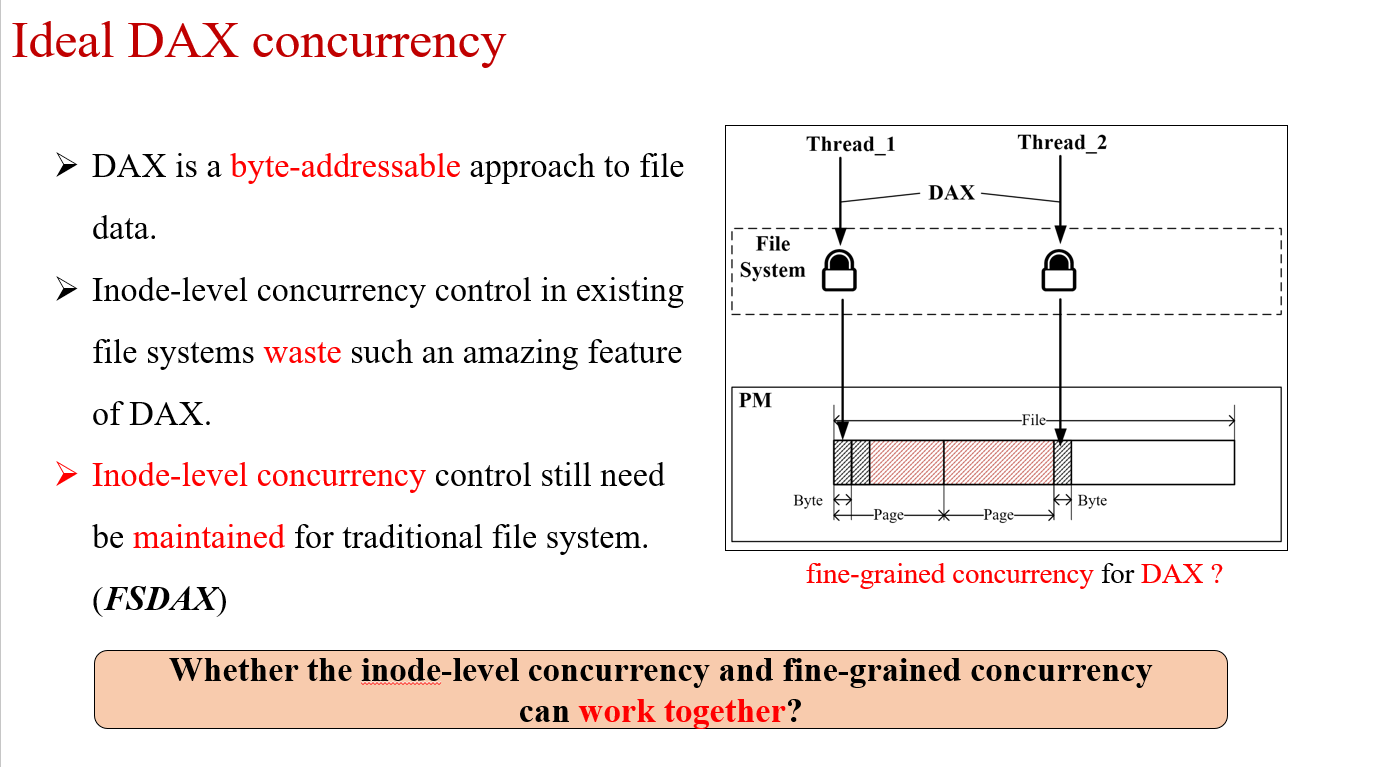 Ideal DAX concurrency
➢ DAX is a byte-addressable approach to file
data.
➢ Inode-level concurrency control in existing
file systems waste such an amazing feature
of DAX.
➢ Inode-level concurrency control still need
be maintained for traditional file system.
(FSDAX)
Thread_1
Thread_2
DAX
File
System
PM
File
Byte
Byte
Page
Page
fine-grained concurrency for DAX ?
Whether the inode-level concurrency and fine-grained concurrency
can work together?